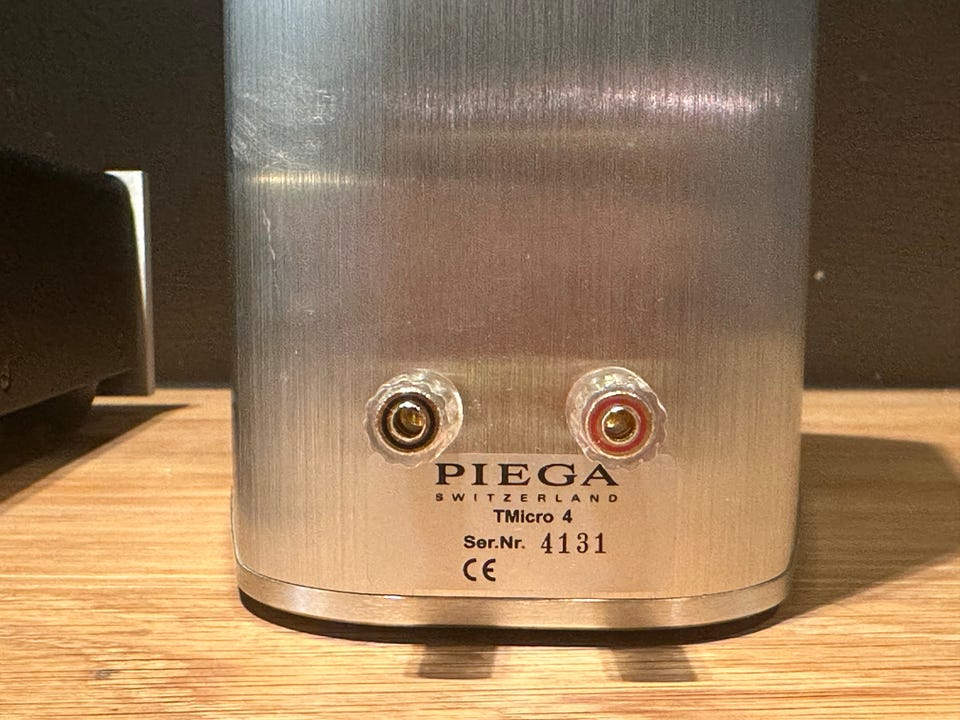 PIEGA
SWITZERLAND
TMicro 4
Ser.Nr. 4131
CE